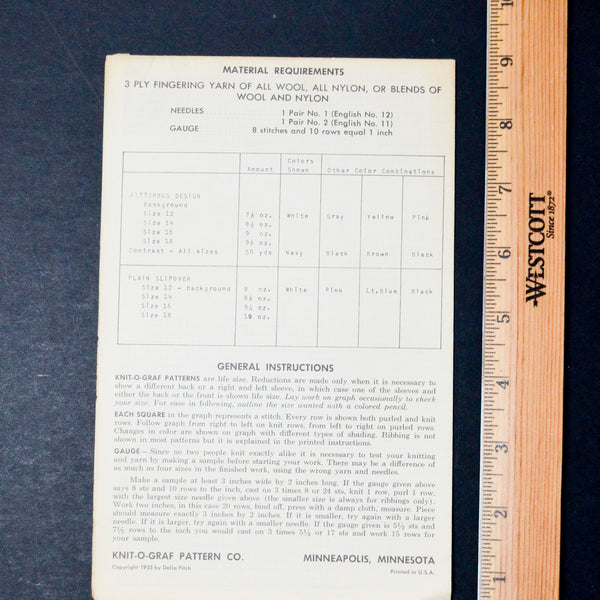 MATERIAL REQUIREMENTS
3 PLY FINGERING YARN OF ALL WOOL, ALL NYLON, OR BLENDS OF
WOOL AND NYLON
NEEDLES 1 Pair No. 1 (English No. 12)
1 Pair No. 2 (English No. 11)
GAUGE 8 stitches and 10 rows equal 1 inch
Amount Colors Shown Other Color Combinations
JITTERBUG DESIGN
Background
Size 12 7½ oz. White Gray Yellow Pink
Size 14 8½ oz.
Size 16 9 oz.
Size 18 9½ oz.
Contrast - All sizes 50 yds Navy Black Brown Black
PLAIN SLIPOVER
Size 12 - Background 8 oz. White Pink Lt.Blue Black
Size 14 8½ oz.
Size 16 9½ oz.
Size 18 10 oz.
GENERAL INSTRUCTIONS
KNIT-O-GRAF PATTERNS are life size. Reductions are made only when it is necessary to
show a different back or a right and left sleeve, in which case one of the sleeves and
either the back or the front is shown life size. Lay work on graph occasionally to check
your size. For ease in following, outline the size wanted with a colored pencil.
EACH SQUARE in the graph represents a stitch. Every row is shown both purled and knit
rows. Follow graph from right to left on knit rows, from left to right on purled rows.
Changes in color are shown on graph with different types of shading. Ribbing is not
shown in most patterns but it is explained in the printed instructions.
GAUGE – Since no two people knit exactly alike it is necessary to test your knitting
and yarn by making a sample before starting your work. There may be a difference of
as much as four sizes in the finished work, using the wrong yarn and needles.
Make a sample at least 3 inches wide by 2 inches long. If the gauge given above
says 8 sts and 10 rows to the inch, cast on 3 times 8 or 24 sts, knit 1 row, purl 1 row,
with the largest size needle given above (the smaller size is always for ribbings only).
Work two inches, in this case 20 rows, bind off, press with a damp cloth, measure. Piece
should measure exactly 3 inches by 2 inches. If it is smaller, try again with a larger
needle. If it is larger, try again with a smaller needle. If the gauge given is 5½ sts and
7½ rows to the inch you would cast on 3 times 5½ or 17 sts and work 15 rows for
your sample.
KNIT-O-GRAF PATTERN CO. MINNEAPOLIS, MINNESOTA
Copyright 1955 by Della Fitch Printed in U.S.A.
WESTCOTT
Since 1872
9
8
7
6
5
4
3
2
1